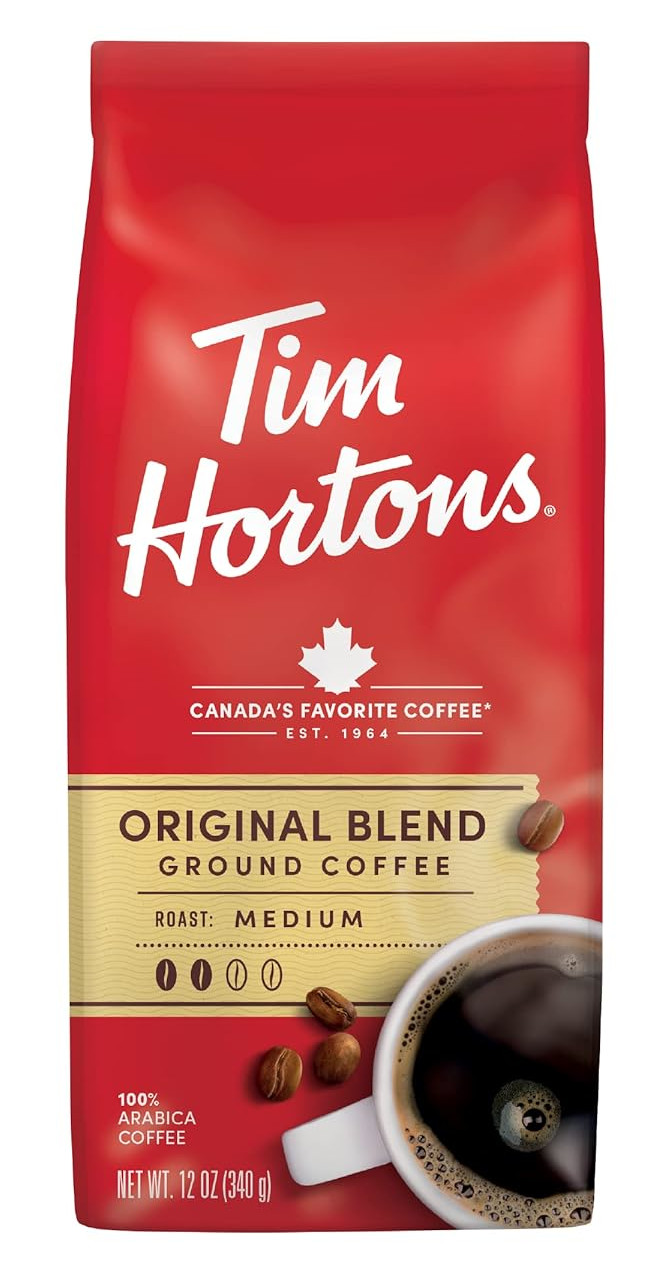 Tim
Hortons®
CANADA'S FAVORITE COFFEE*
EST. 1964
ORIGINAL BLEND
GROUND COFFEE
ROAST: MEDIUM
100%
ARABICA
COFFEE
NET WT. 12 OZ (340 g)